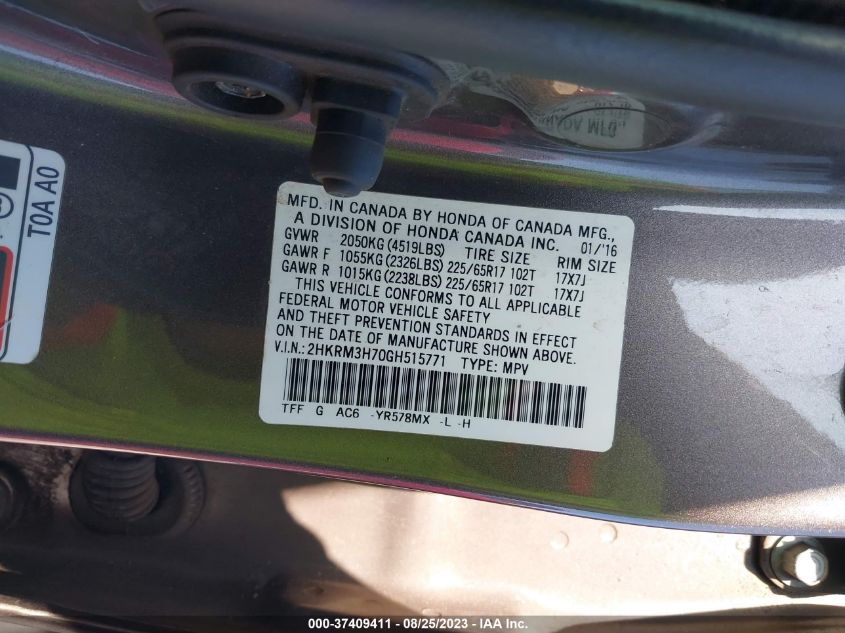 MFD. IN CANADA BY HONDA OF CANADA MFG.,
A DIVISION OF HONDA CANADA INC. 01/'16
GVWR 2050KG (4519LBS) TIRE SIZE RIM SIZE
GAWR F 1055KG (2326LBS) 225/65R17 102T 17X7J
GAWR R 1015KG (2238LBS) 225/65R17 102T 17X7J
THIS VEHICLE CONFORMS TO ALL APPLICABLE
FEDERAL MOTOR VEHICLE SAFETY
AND THEFT PREVENTION STANDARDS IN EFFECT
ON THE DATE OF MANUFACTURE SHOWN ABOVE.
V.I.N.: 2HKRM3H70GH515771 TYPE: MPV
TFF G AC6 -YR578MX -L -H
T0A A0
000-37409411 - 08/25/2023 - IAA Inc.